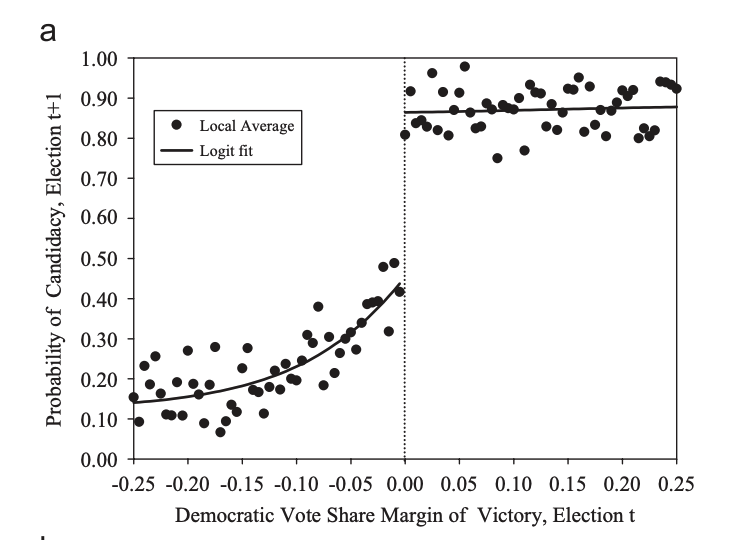 a
1.00
0.90
0.80
0.70
0.60
0.50
0.40
0.30
0.20
0.10
0.00
Probability of Candidacy, Election t+1
Local Average
Logit fit
-0.25 -0.20 -0.15 -0.10 -0.05 0.00 0.05 0.10 0.15 0.20 0.25
Democratic Vote Share Margin of Victory, Election t